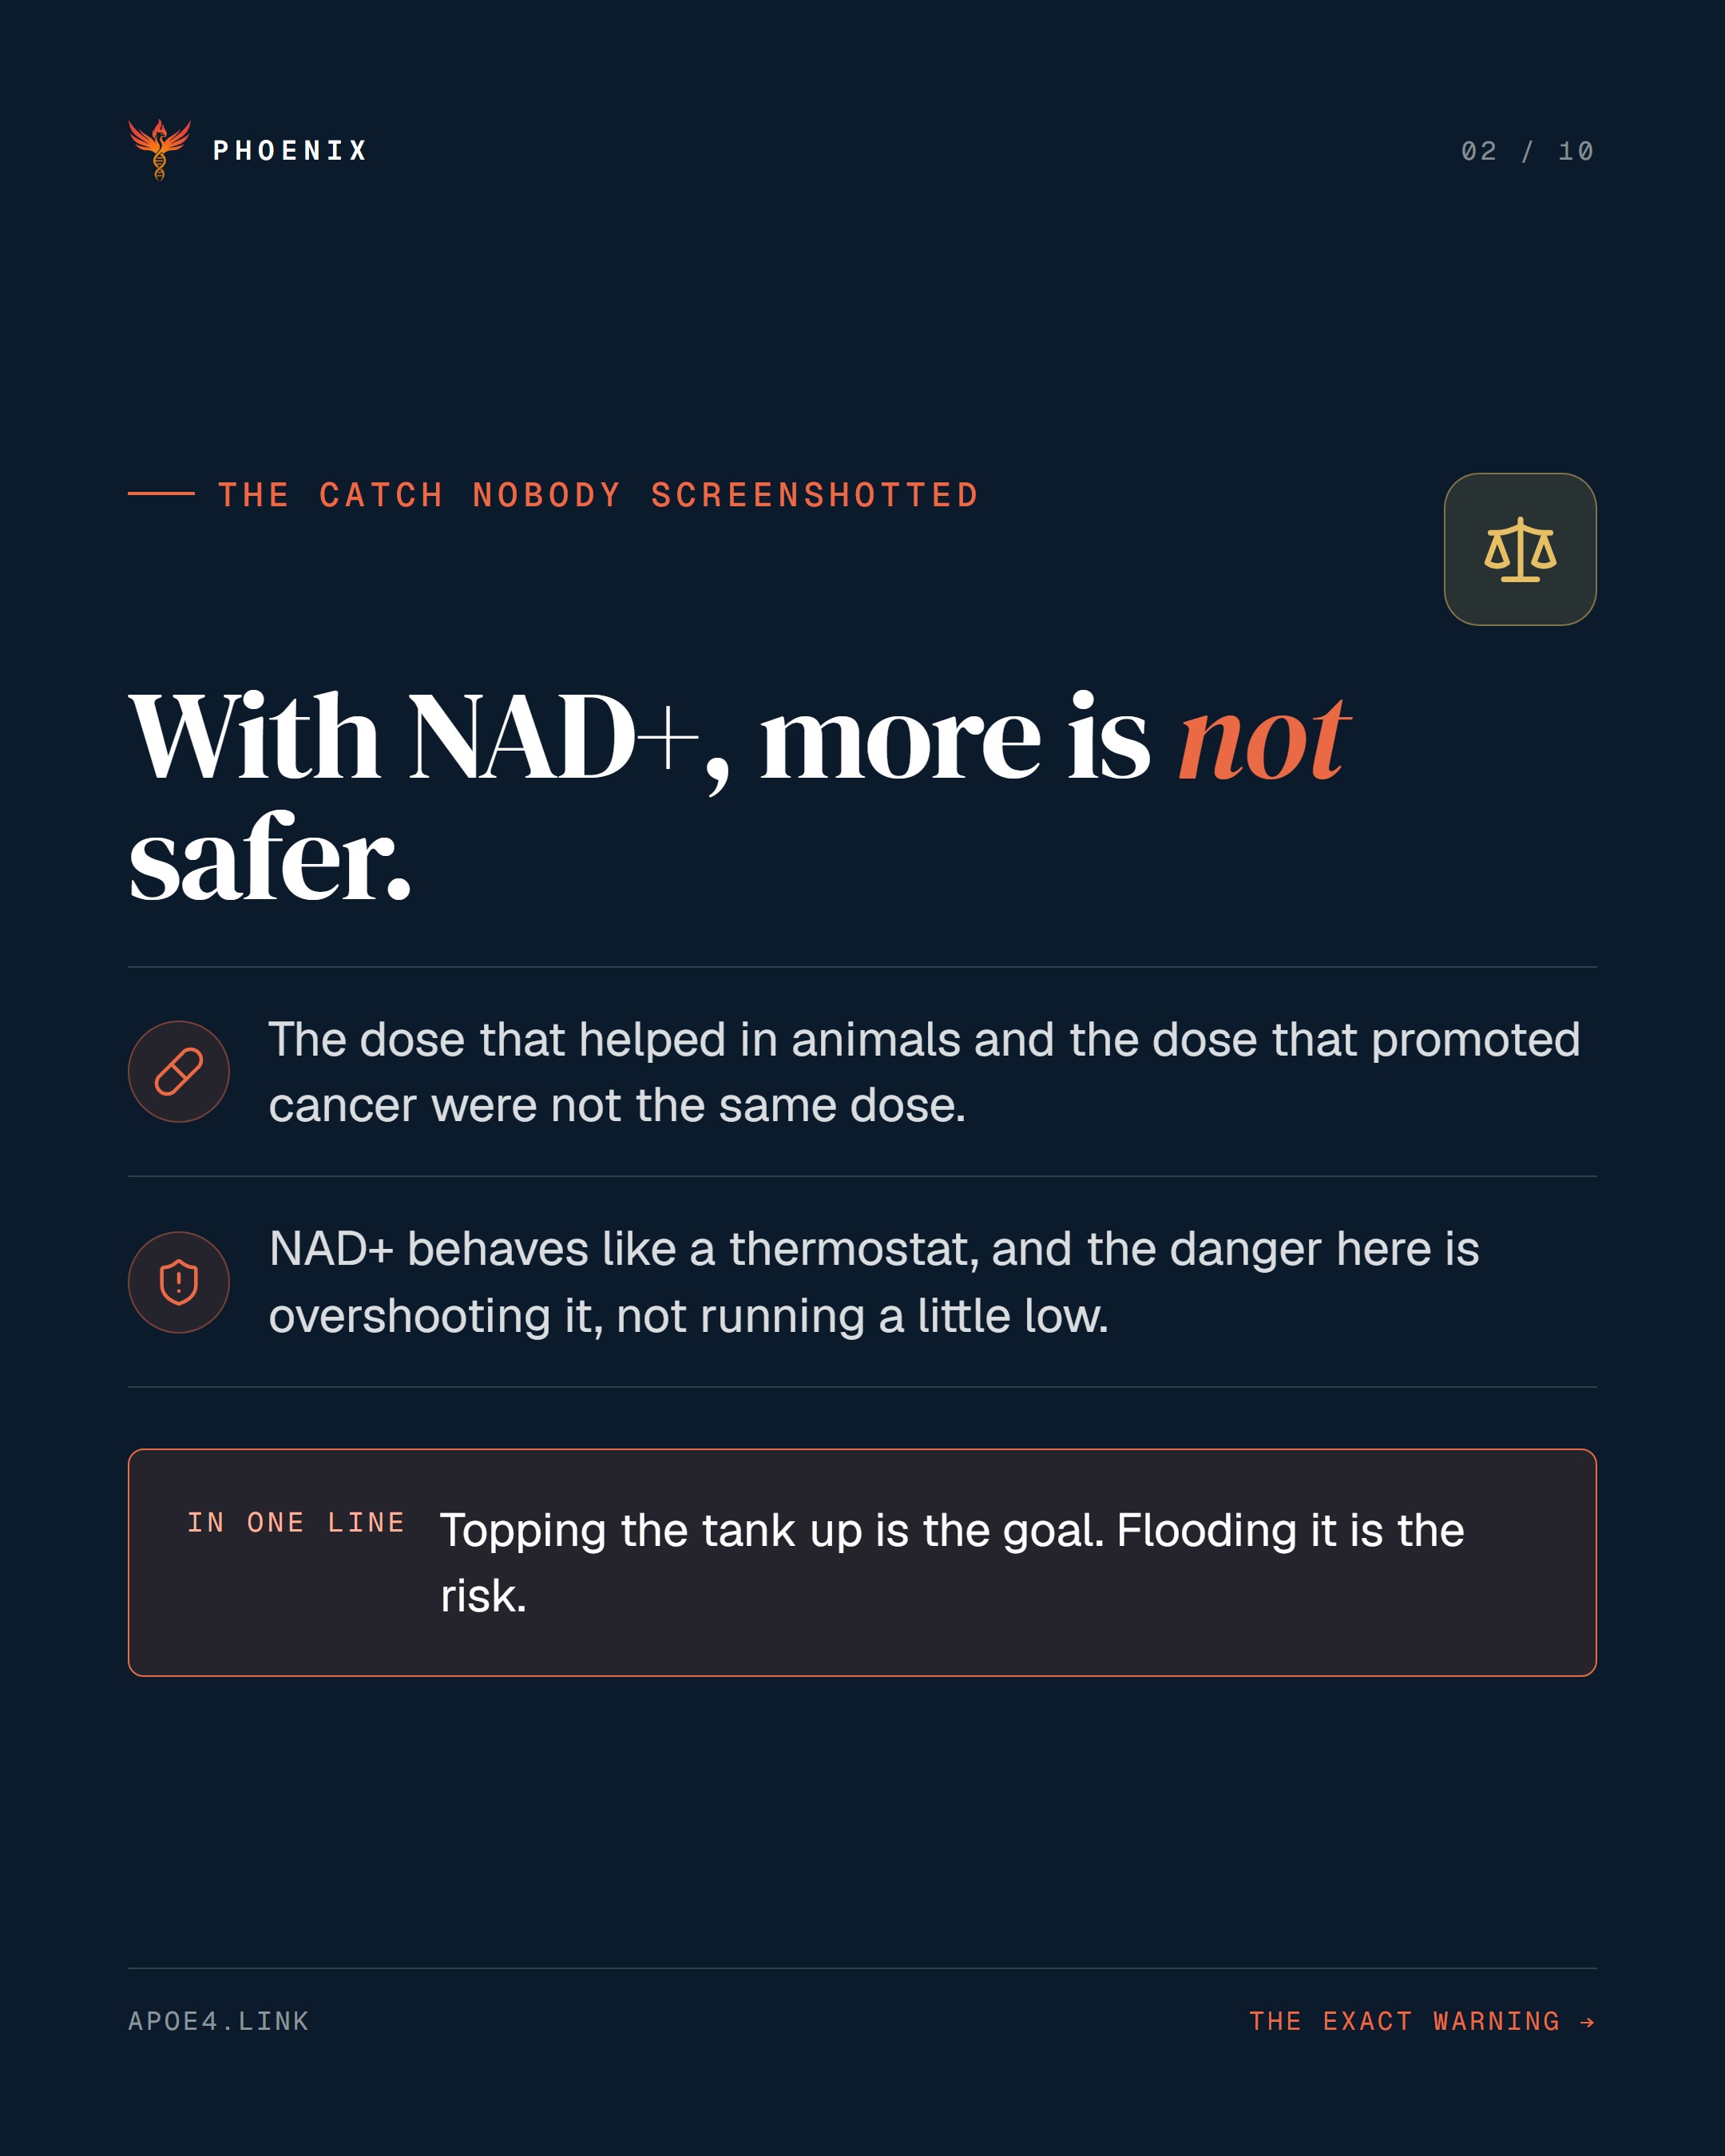 PHOENIX
02 / 10
THE CATCH NOBODY SCREENSHOTTED
With NAD+, more is not
safer.
The dose that helped in animals and the dose that promoted
cancer were not the same dose.
NAD+ behaves like a thermostat, and the danger here is
overshooting it, not running a little low.
IN ONE LINE
Topping the tank up is the goal. Flooding it is the
risk.
APOE4.LINK
THE EXACT WARNING →